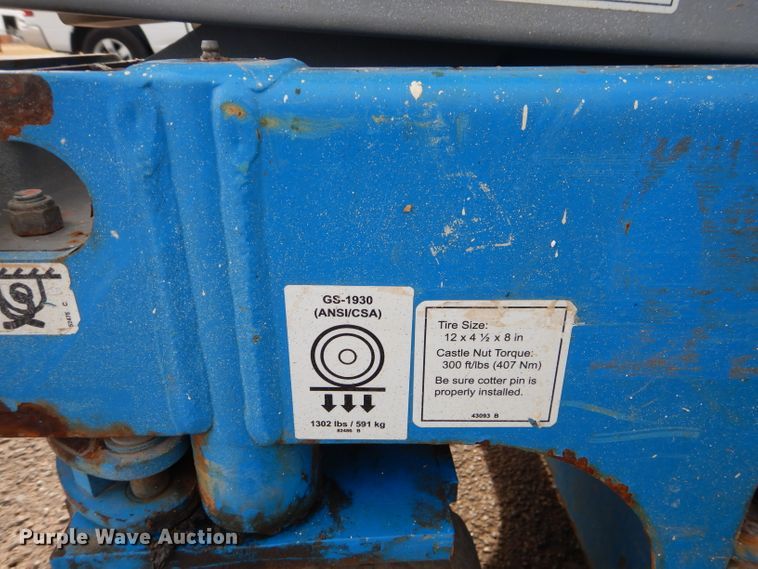 GS-1930
(ANSI/CSA)
1302 lbs / 591 kg
82486 B
Tire Size:
12 x 4 ½ x 8 in
Castle Nut Torque:
300 ft/lbs (407 Nm)
Be sure cotter pin is
properly installed.
43093 B
Purple Wave Auction